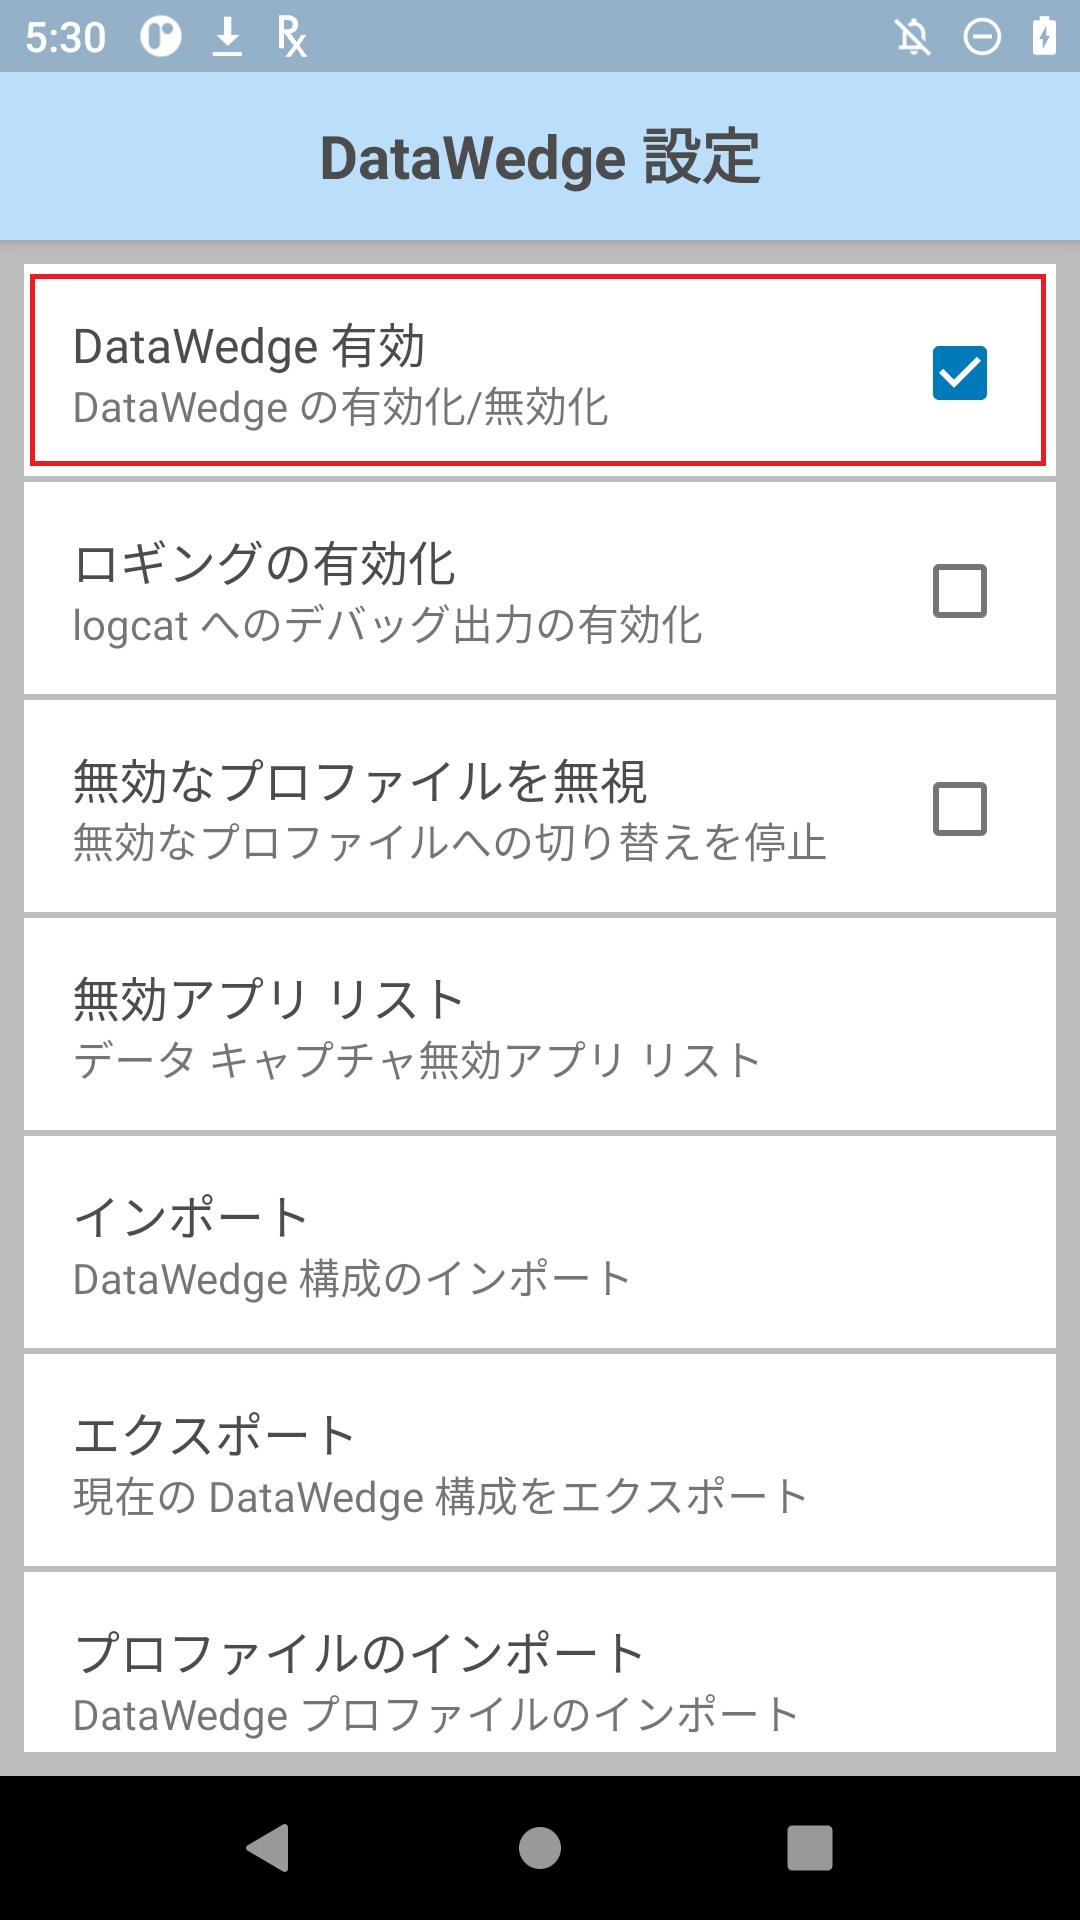 5:30
DataWedge 設定
DataWedge 有効
DataWedge の有効化/無効化
ロギングの有効化
logcat へのデバッグ出力の有効化
無効なプロファイルを無視
無効なプロファイルへの切り替えを停止
無効アプリ リスト
データ キャプチャ無効アプリ リスト
インポート
DataWedge 構成のインポート
エクスポート
現在の DataWedge 構成をエクスポート
プロファイルのインポート
DataWedge プロファイルのインポート